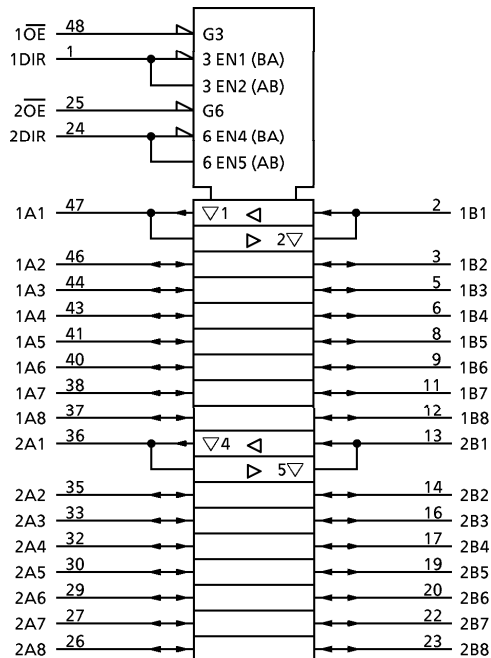 1O̅E̅ 48 G3
1DIR 1 3 EN1 (BA)
3 EN2 (AB)
2O̅E̅ 25 G6
2DIR 24 6 EN4 (BA)
6 EN5 (AB)
1A1 47 ▽1 ◁ 2 1B1
▷ 2▽
1A2 46 3 1B2
1A3 44 5 1B3
1A4 43 6 1B4
1A5 41 8 1B5
1A6 40 9 1B6
1A7 38 11 1B7
1A8 37 12 1B8
2A1 36 ▽4 ◁ 13 2B1
▷ 5▽
2A2 35 14 2B2
2A3 33 16 2B3
2A4 32 17 2B4
2A5 30 19 2B5
2A6 29 20 2B6
2A7 27 22 2B7
2A8 26 23 2B8